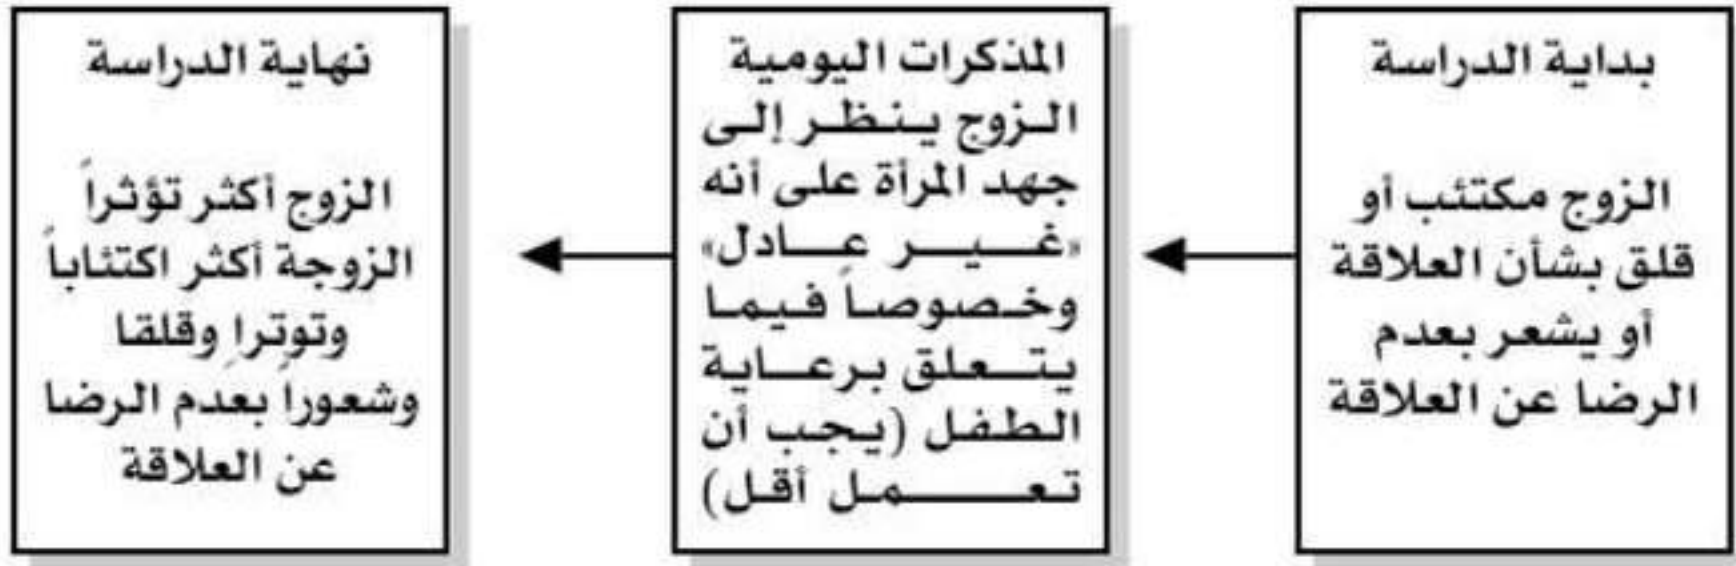 بداية الدراسة
الزوج مكتئب أو
قلق بشأن العلاقة
أو يشعر بعدم
الرضا عن العلاقة
المذكرات اليومية
الزوج ينظر إلى
جهد المرأة على أنه
«غير عادل»
وخصوصاً فيما
يتعلق برعاية
الطفل (يجب أن
تعمل أقل)
نهاية الدراسة
الزوج أكثر تؤثراً
الزوجة أكثر اكتئاباً
وتوتراً وقلقا
وشعوراً بعدم الرضا
عن العلاقة